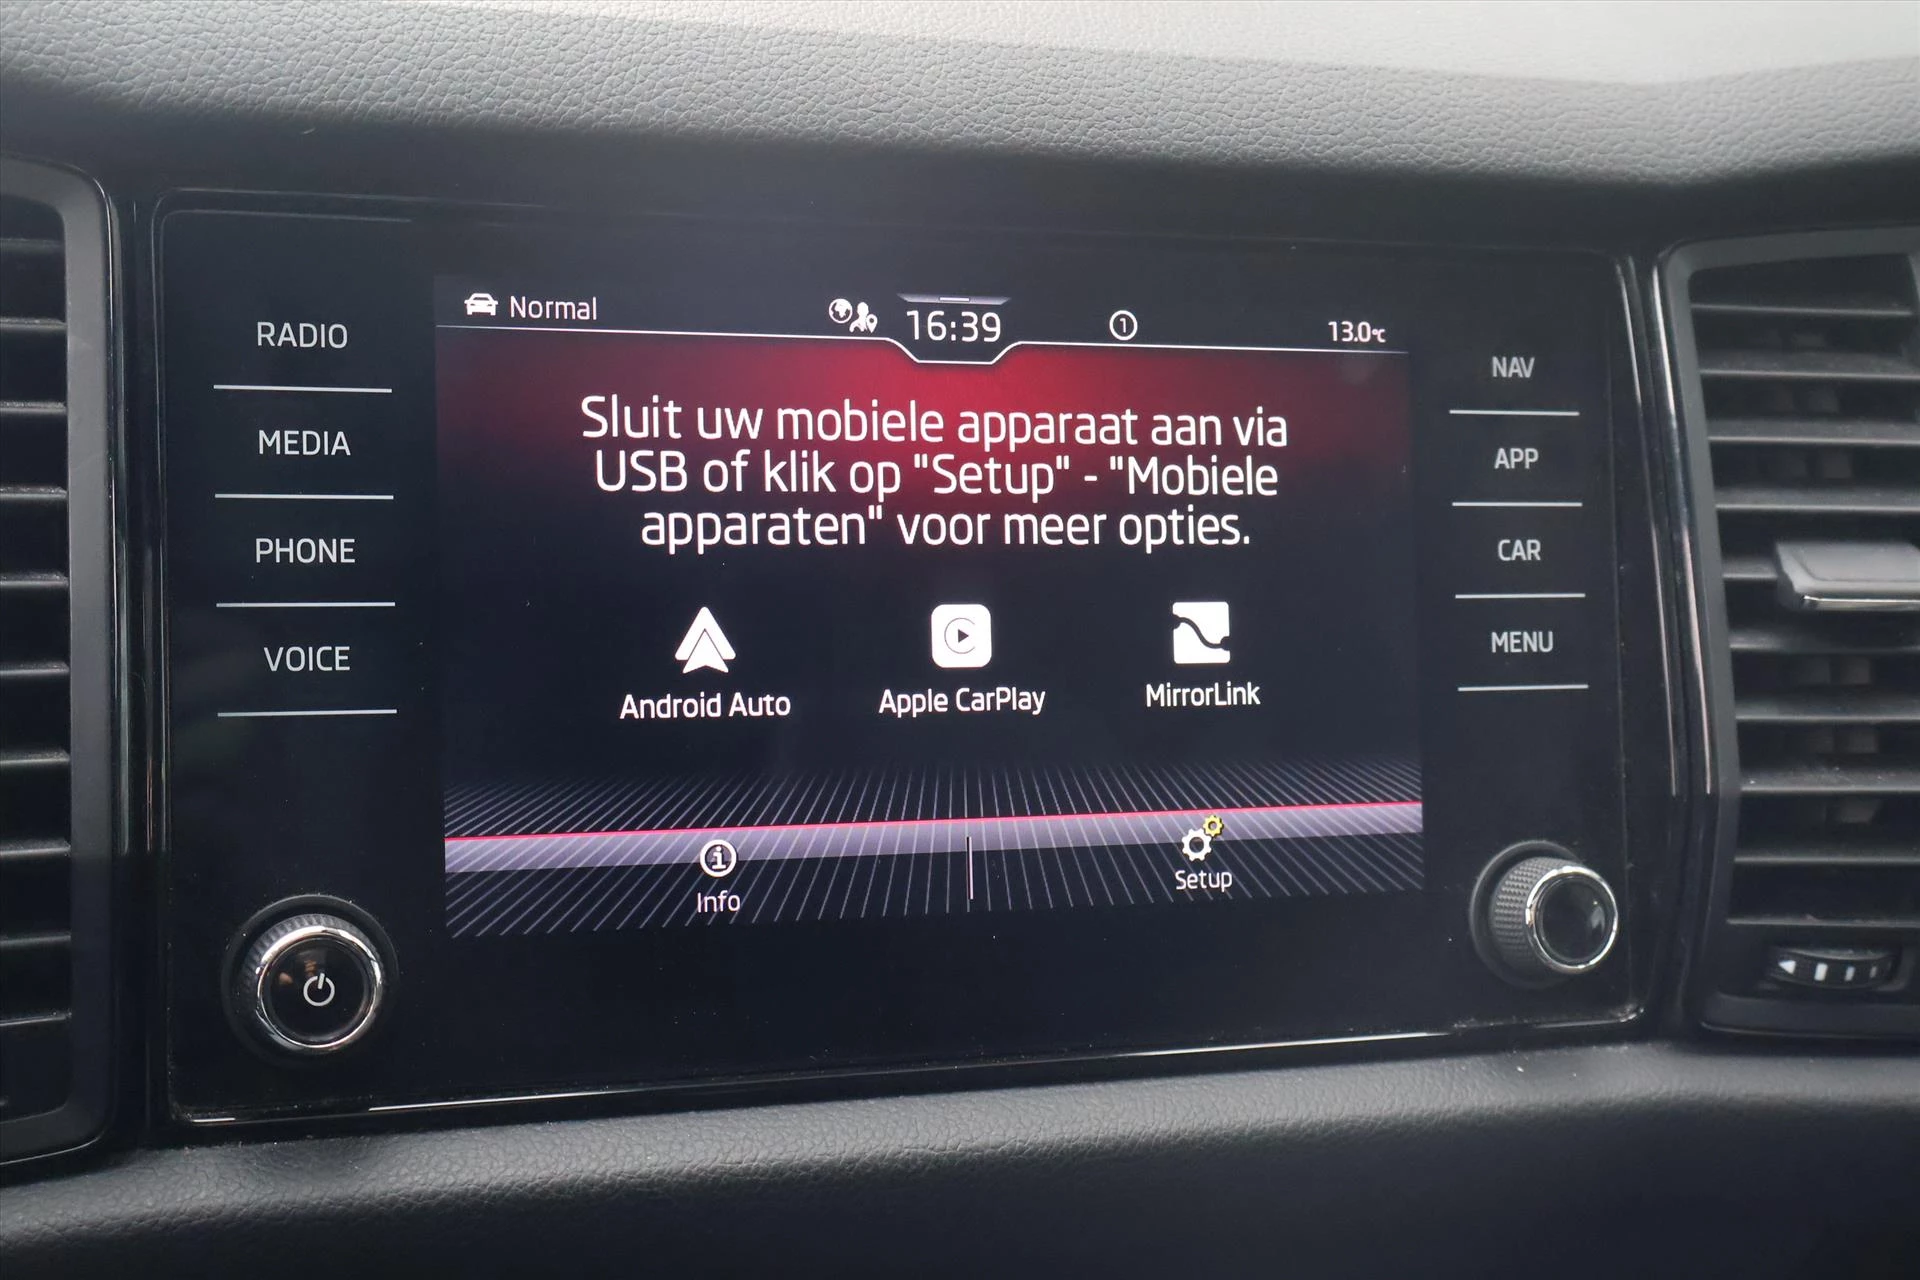 Normal
16:39
1
13.0°C
RADIO
MEDIA
PHONE
VOICE
Sluit uw mobiele apparaat aan via
USB of klik op "Setup" - "Mobiele
apparaten" voor meer opties.
Android Auto
Apple CarPlay
MirrorLink
Info
Setup
NAV
APP
CAR
MENU